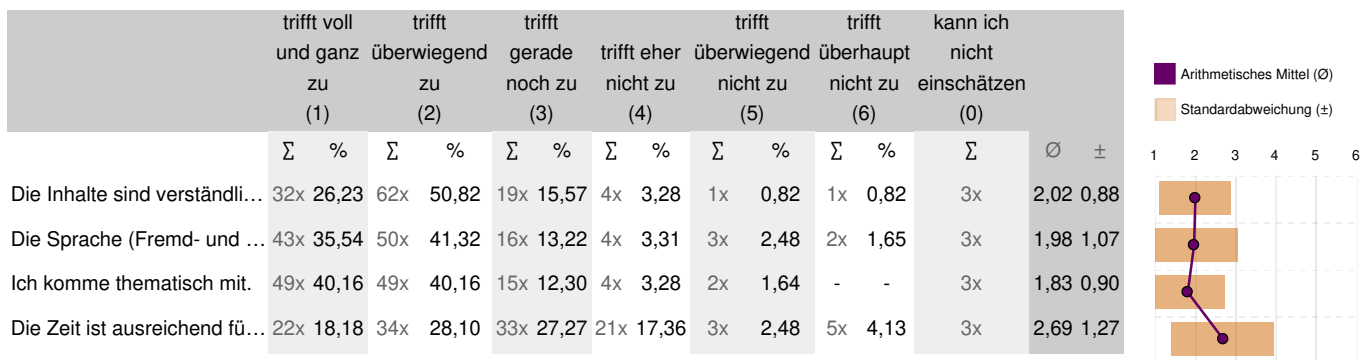 trifft voll und ganz zu (1) trifft überwiegend zu (2) trifft gerade noch zu (3) trifft eher nicht zu (4) trifft überwiegend nicht zu (5) trifft überhaupt nicht zu (6) kann ich nicht einschätzen (0)
∑ % ∑ % ∑ % ∑ % ∑ % ∑ % ∑ Ø ±
Die Inhalte sind verständli… 32x 26,23 62x 50,82 19x 15,57 4x 3,28 1x 0,82 1x 0,82 3x 2,02 0,88
Die Sprache (Fremd- und … 43x 35,54 50x 41,32 16x 13,22 4x 3,31 3x 2,48 2x 1,65 3x 1,98 1,07
Ich komme thematisch mit. 49x 40,16 49x 40,16 15x 12,30 4x 3,28 2x 1,64 - - 3x 1,83 0,90
Die Zeit ist ausreichend fü… 22x 18,18 34x 28,10 33x 27,27 21x 17,36 3x 2,48 5x 4,13 3x 2,69 1,27
Arithmetisches Mittel (Ø)
Standardabweichung (±)
1 2 3 4 5 6